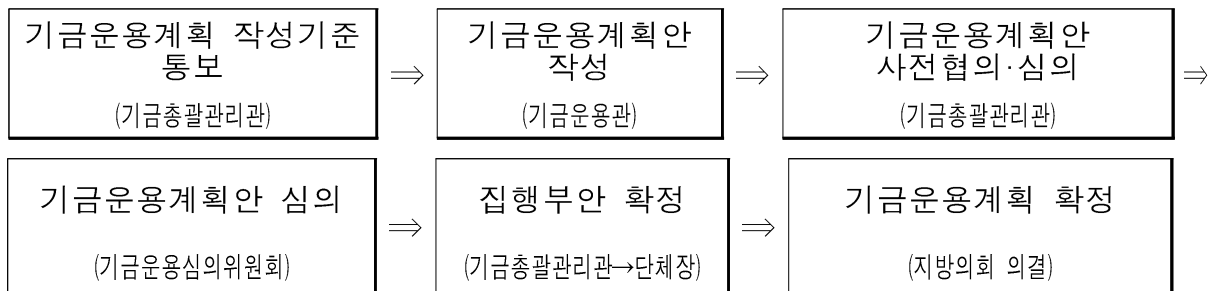 기금운용계획 작성기준
통보
(기금총괄관리관)
⇒
기금운용계획안
작성
(기금운용관)
⇒
기금운용계획안
사전협의·심의
(기금총괄관리관)
⇒
기금운용계획안 심의
(기금운용심의위원회)
⇒
집행부안 확정
(기금총괄관리관→단체장)
⇒
기금운용계획 확정
(지방의회 의결)